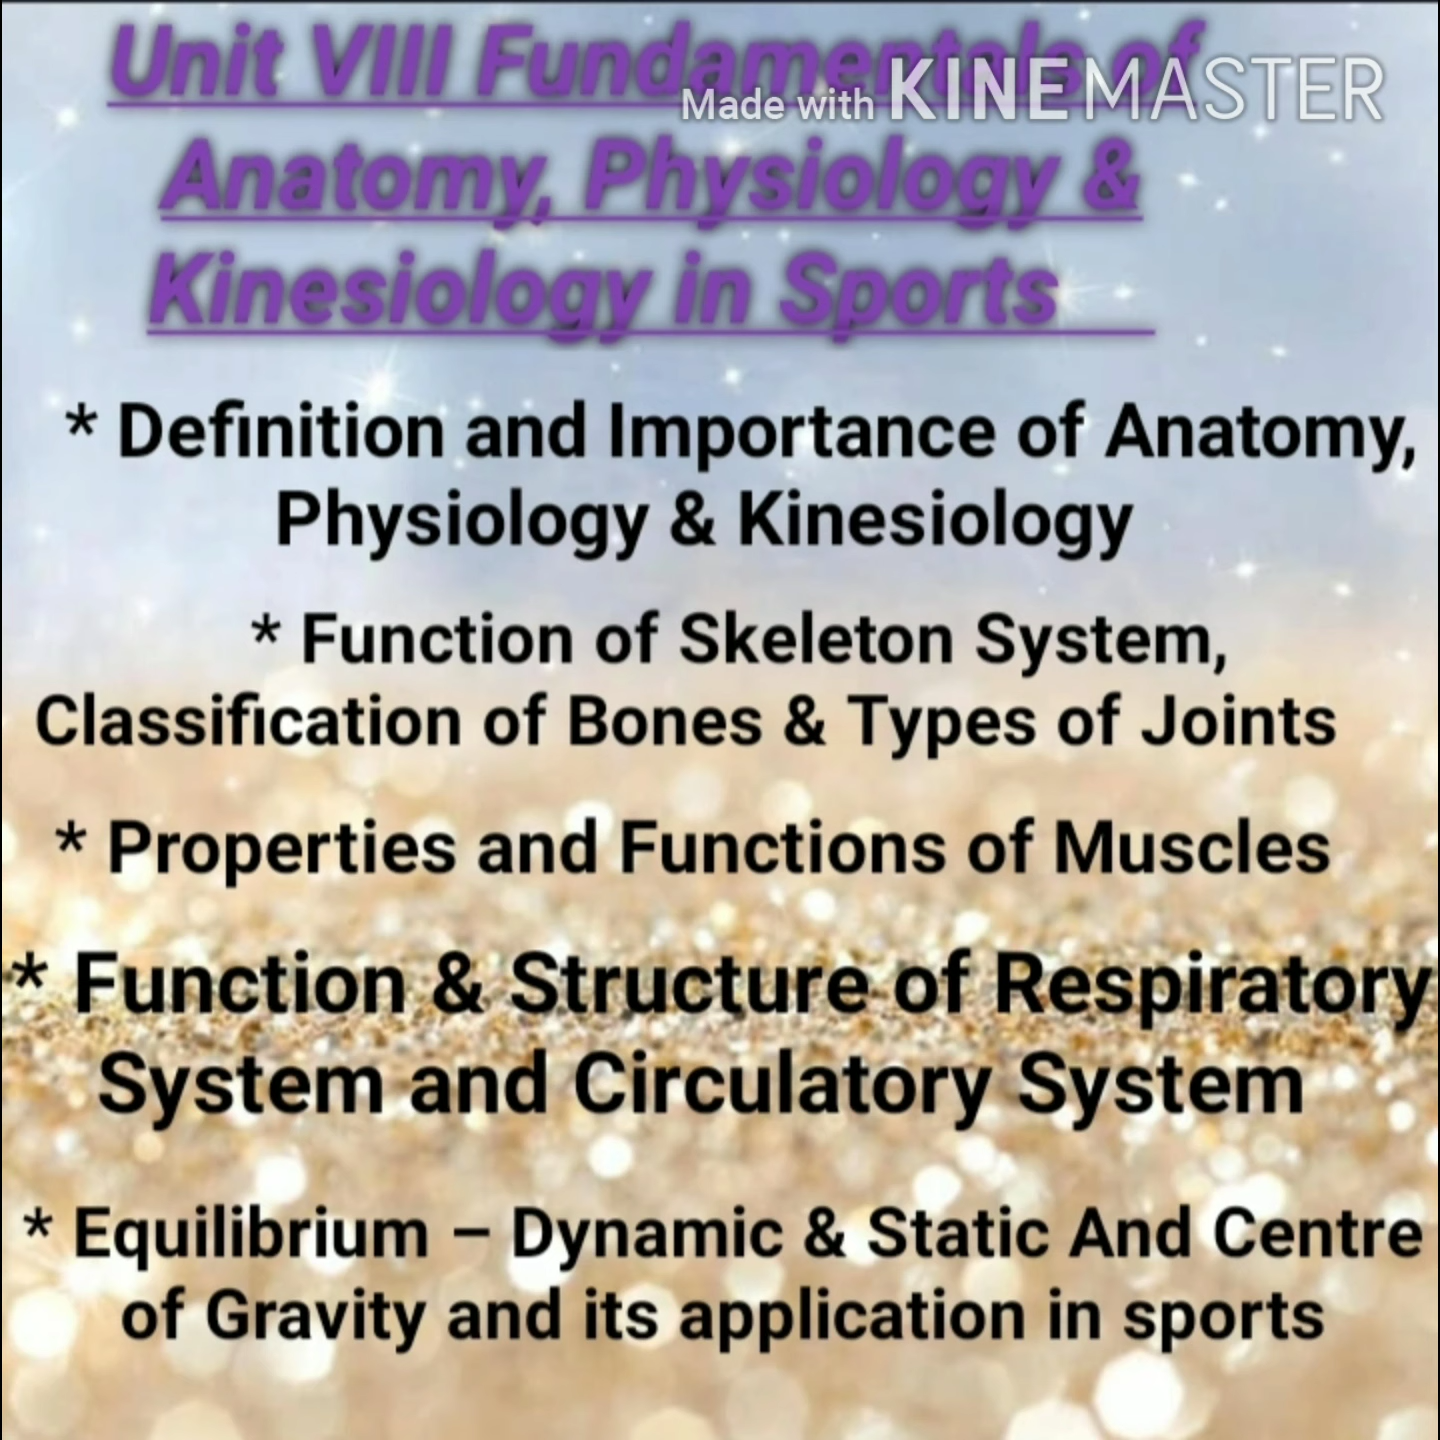 Unit VIII Fundamentals of
Made with KINEMASTER
Anatomy, Physiology &
Kinesiology in Sports
* Definition and Importance of Anatomy,
Physiology & Kinesiology
* Function of Skeleton System,
Classification of Bones & Types of Joints
* Properties and Functions of Muscles
* Function & Structure of Respiratory
System and Circulatory System
* Equilibrium – Dynamic & Static And Centre
of Gravity and its application in sports